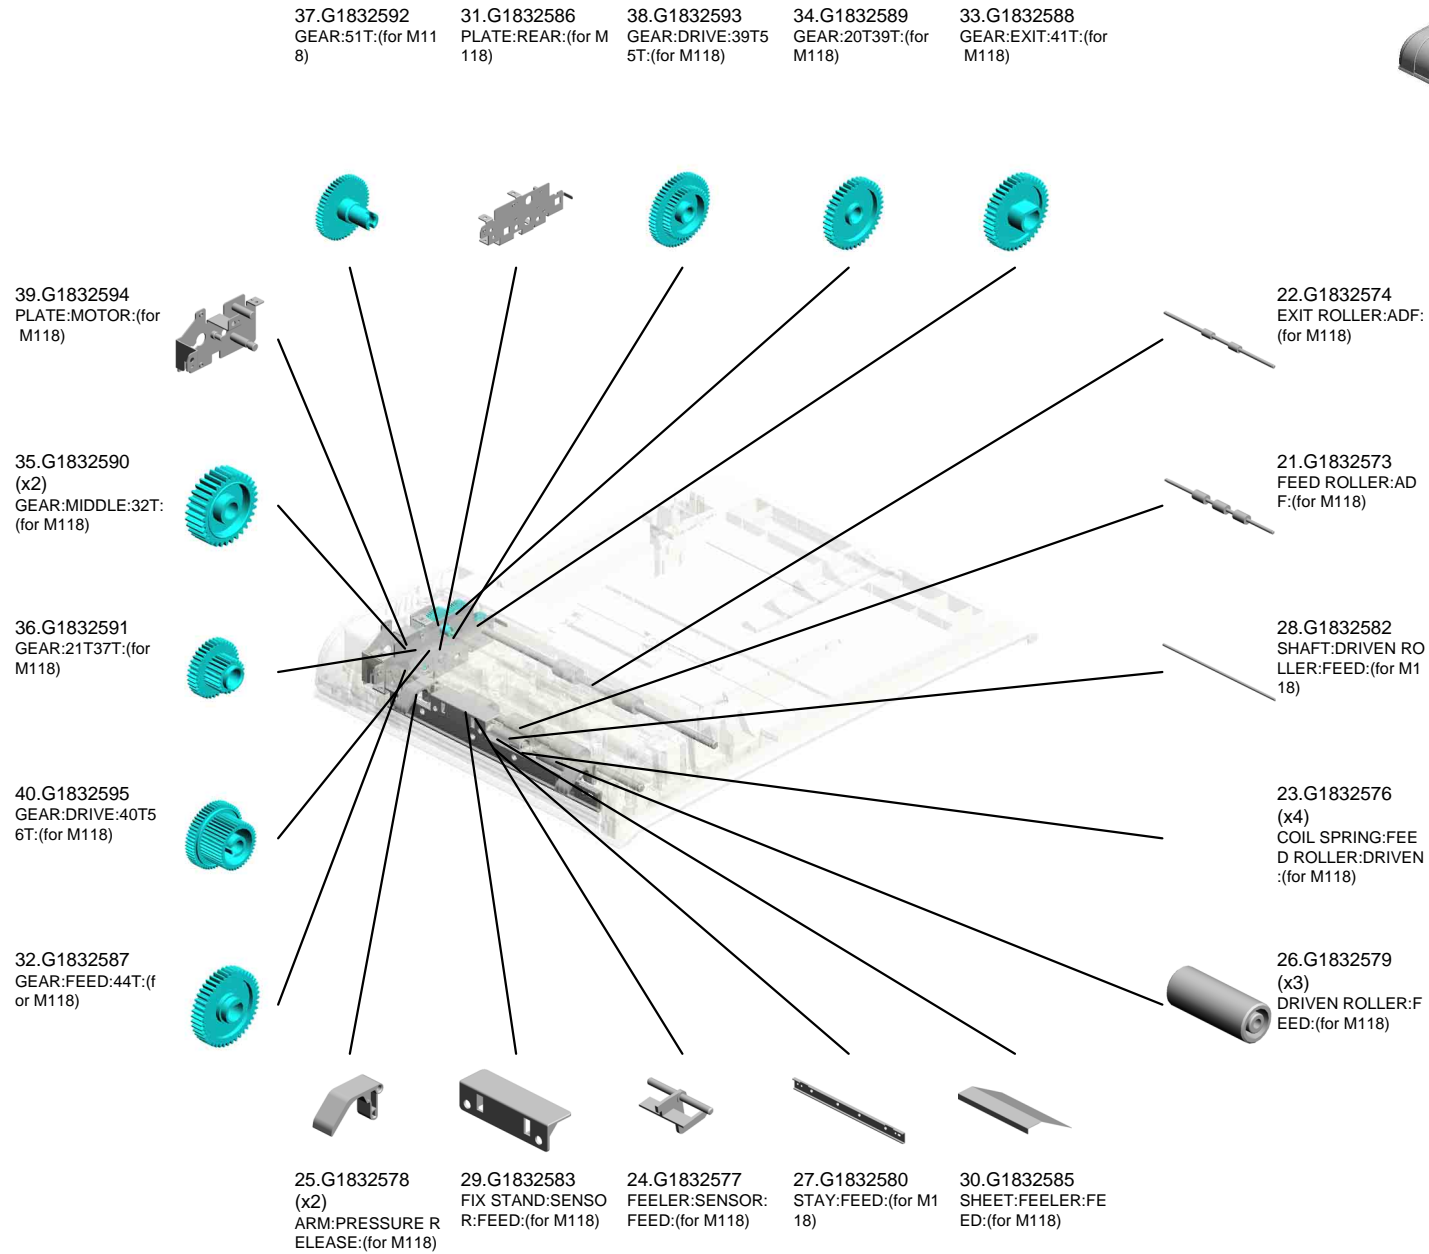 37.G1832592
GEAR:51T:(for M11
8)
31.G1832586
PLATE:REAR:(for M
118)
38.G1832593
GEAR:DRIVE:39T5
5T:(for M118)
34.G1832589
GEAR:20T39T:(for
M118)
33.G1832588
GEAR:EXIT:41T:(for
M118)
39.G1832594
PLATE:MOTOR:(for
M118)
22.G1832574
EXIT ROLLER:ADF:
(for M118)
35.G1832590
(x2)
GEAR:MIDDLE:32T:
(for M118)
21.G1832573
FEED ROLLER:AD
F:(for M118)
36.G1832591
GEAR:21T37T:(for
M118)
28.G1832582
SHAFT:DRIVEN RO
LLER:FEED:(for M1
18)
40.G1832595
GEAR:DRIVE:40T5
6T:(for M118)
23.G1832576
(x4)
COIL SPRING:FEE
D ROLLER:DRIVEN
:(for M118)
32.G1832587
GEAR:FEED:44T:(f
or M118)
26.G1832579
(x3)
DRIVEN ROLLER:F
EED:(for M118)
25.G1832578
(x2)
ARM:PRESSURE R
ELEASE:(for M118)
29.G1832583
FIX STAND:SENSO
R:FEED:(for M118)
24.G1832577
FEELER:SENSOR:
FEED:(for M118)
27.G1832580
STAY:FEED:(for M1
18)
30.G1832585
SHEET:FEELER:FE
ED:(for M118)